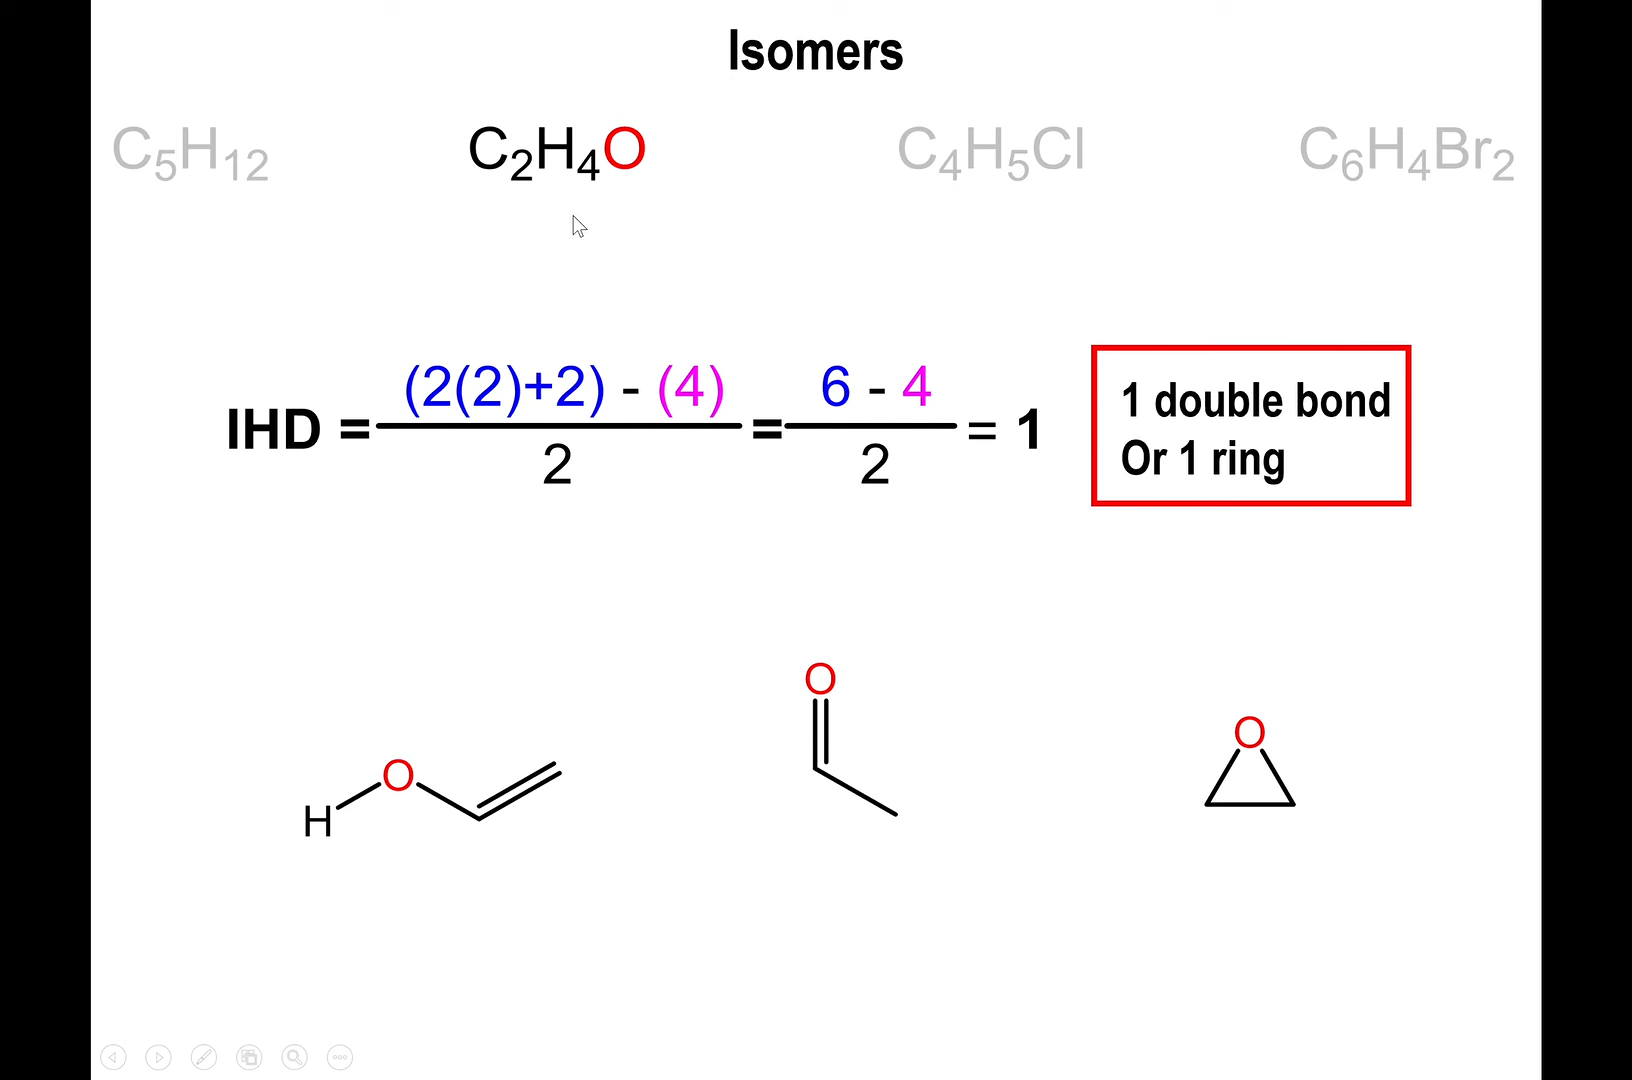 Isomers
C₅H₁₂ C₂H₄O C₄H₅Cl C₆H₄Br₂
IHD = (2(2)+2) - (4) / 2 = 6 - 4 / 2 = 1
1 double bond
Or 1 ring
O
O
O
H